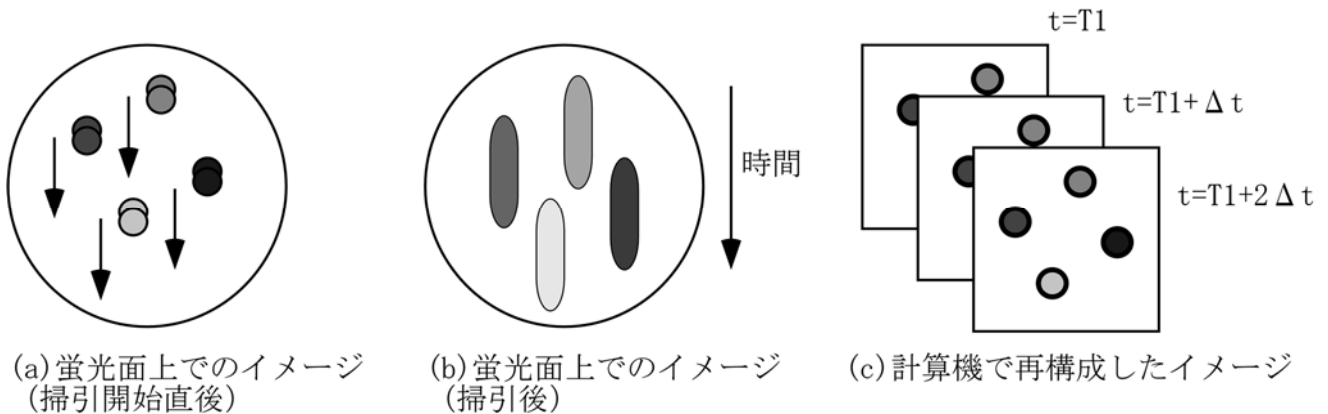 t=T1
t=T1+Δt
t=T1+2Δt
時間
(a)蛍光面上でのイメージ
(掃引開始直後)
(b)蛍光面上でのイメージ
(掃引後)
(c)計算機で再構成したイメージ